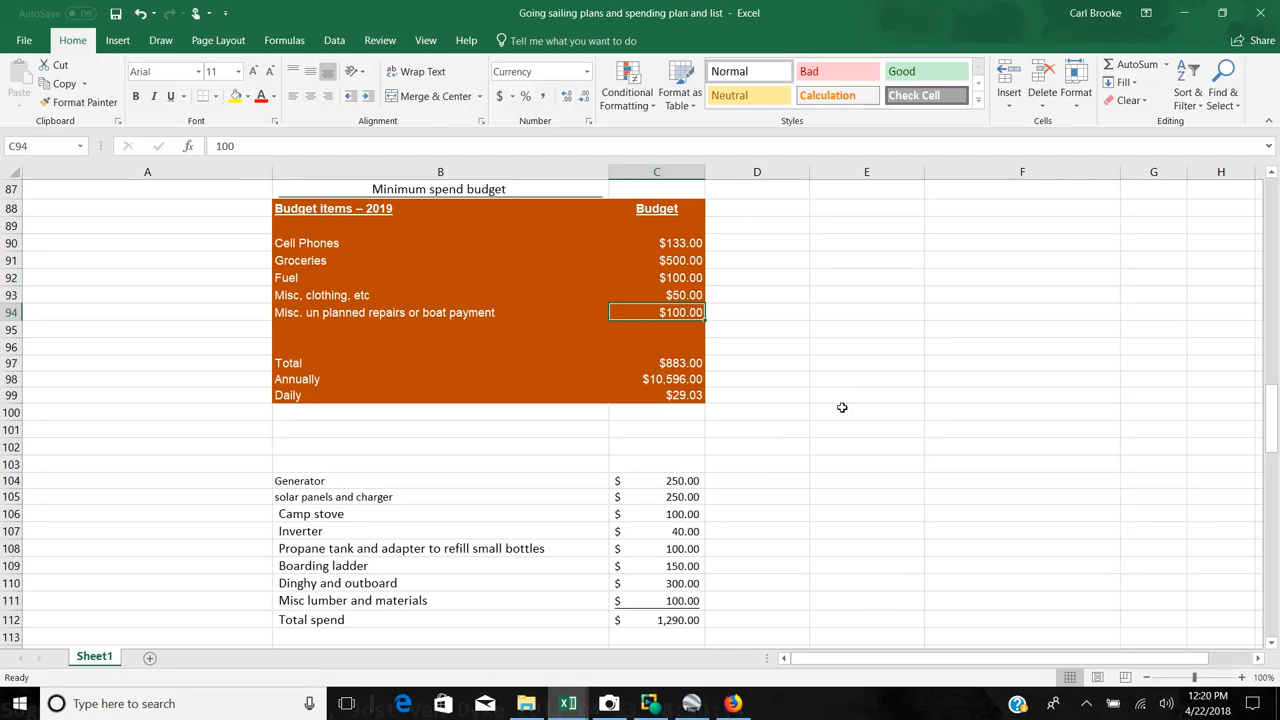 AutoSave Off
Going sailing plans and spending plan and list - Excel
Carl Brooke
File Home Insert Draw Page Layout Formulas Data Review View Help Tell me what you want to do Share
Paste
Cut
Copy
Format Painter
Clipboard
Arial 11
B I U
Font
Wrap Text
Merge & Center
Alignment
Currency
$ % ,
Number
Conditional Formatting
Format as Table
Normal Bad Good
Neutral Calculation Check Cell
Styles
Insert Delete Format
Cells
AutoSum
Fill
Clear
Sort & Filter
Find & Select
Editing
C94 fx 100
A B C D E F G H
87 Minimum spend budget
88 Budget items – 2019 Budget
89
90 Cell Phones $133.00
91 Groceries $500.00
92 Fuel $100.00
93 Misc, clothing, etc $50.00
94 Misc. un planned repairs or boat payment $100.00
95
96
97 Total $883.00
98 Annually $10,596.00
99 Daily $29.03
100
101
102
103
104 Generator $ 250.00
105 solar panels and charger $ 250.00
106 Camp stove $ 100.00
107 Inverter $ 40.00
108 Propane tank and adapter to refill small bottles $ 100.00
109 Boarding ladder $ 150.00
110 Dinghy and outboard $ 300.00
111 Misc lumber and materials $ 100.00
112 Total spend $ 1,290.00
113
Sheet1
Ready
100%
Type here to search
12:20 PM
4/22/2018